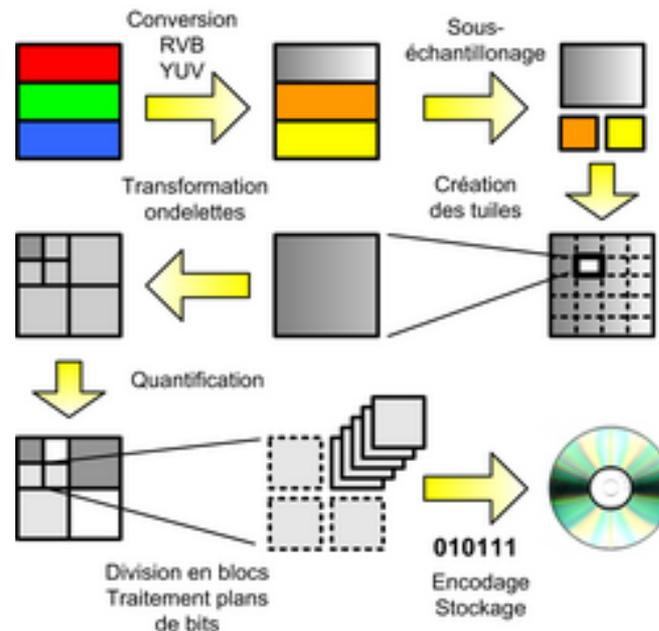 Conversion
RVB
YUV
Sous-
échantillonage
Transformation
ondelettes
Création
des tuiles
Quantification
Division en blocs
Traitement plans
de bits
010111
Encodage
Stockage